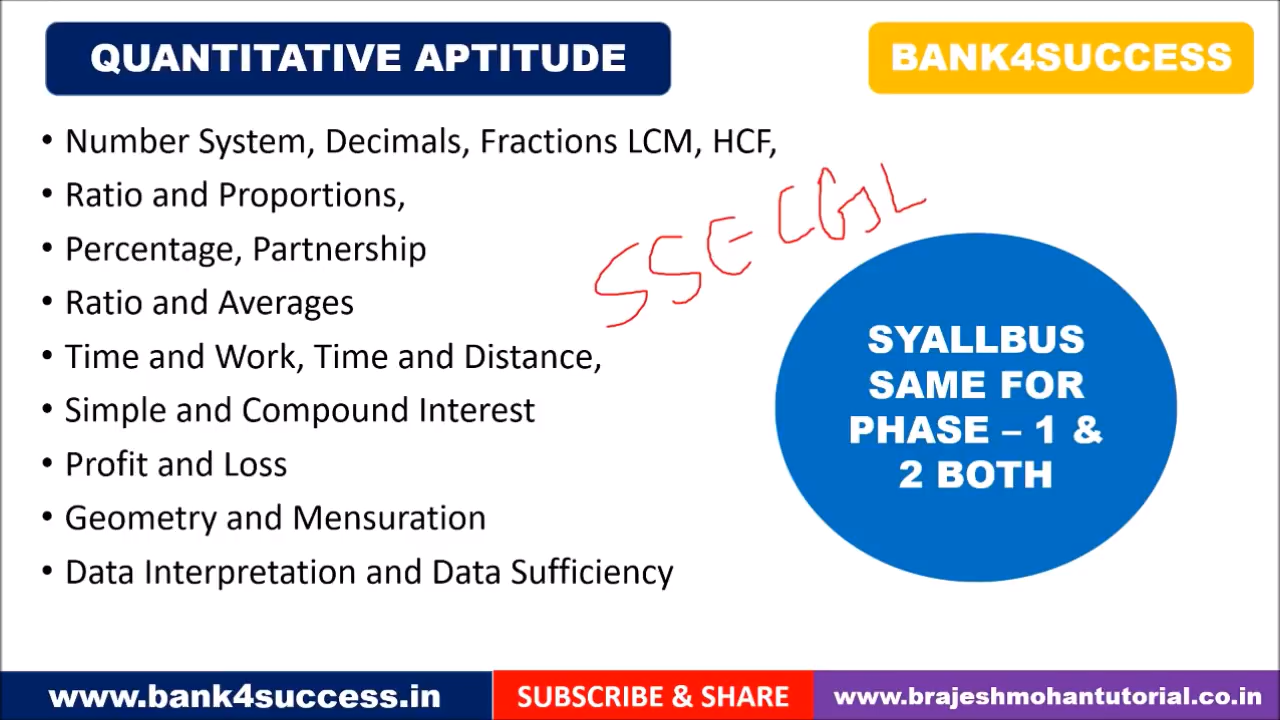 QUANTITATIVE APTITUDE
BANK4SUCCESS
• Number System, Decimals, Fractions LCM, HCF,
• Ratio and Proportions,
• Percentage, Partnership
• Ratio and Averages
• Time and Work, Time and Distance,
• Simple and Compound Interest
• Profit and Loss
• Geometry and Mensuration
• Data Interpretation and Data Sufficiency
SSC CGL
SYALLBUS
SAME FOR
PHASE – 1 &
2 BOTH
www.bank4success.in
SUBSCRIBE & SHARE
www.brajeshmohantutorial.co.in